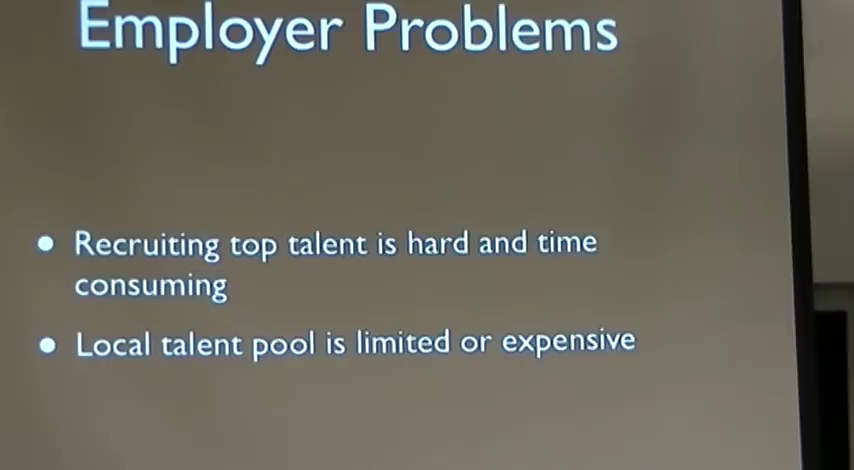 Employer Problems
• Recruiting top talent is hard and time
consuming
• Local talent pool is limited or expensive